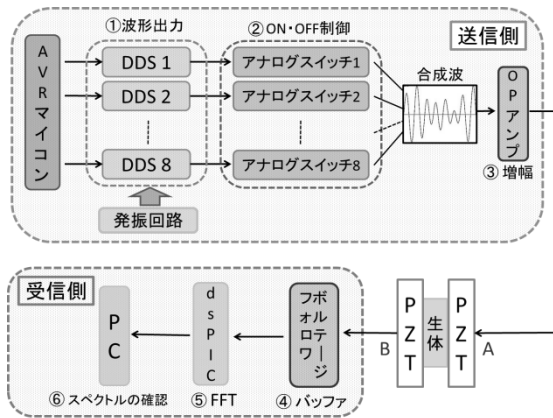 ①波形出力
②ON・OFF制御
送信側
AVRマイコン
DDS 1
アナログスイッチ1
DDS 2
アナログスイッチ2
DDS 8
アナログスイッチ8
合成波
OPアンプ
③増幅
発振回路
受信側
PC
dsPIC
ボルテージ
フォロワ
B
PZT
生体
PZT
A
⑥スペクトルの確認
⑤FFT
④バッファ